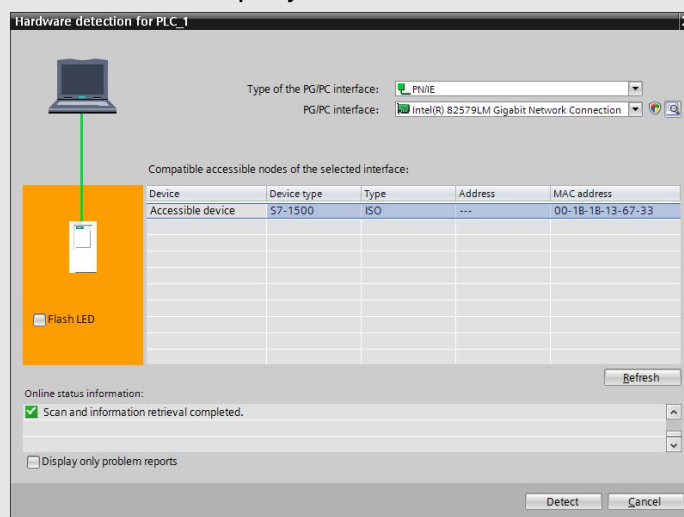 Hardware detection for PLC_1
Type of the PG/PC interface: PN/IE
PG/PC interface: Intel(R) 82579LM Gigabit Network Connection
Compatible accessible nodes of the selected interface:
Device Device type Type Address MAC address
Accessible device S7-1500 ISO --- 00-1B-1B-13-67-33
Flash LED
Refresh
Online status information:
Scan and information retrieval completed.
Display only problem reports
Detect Cancel